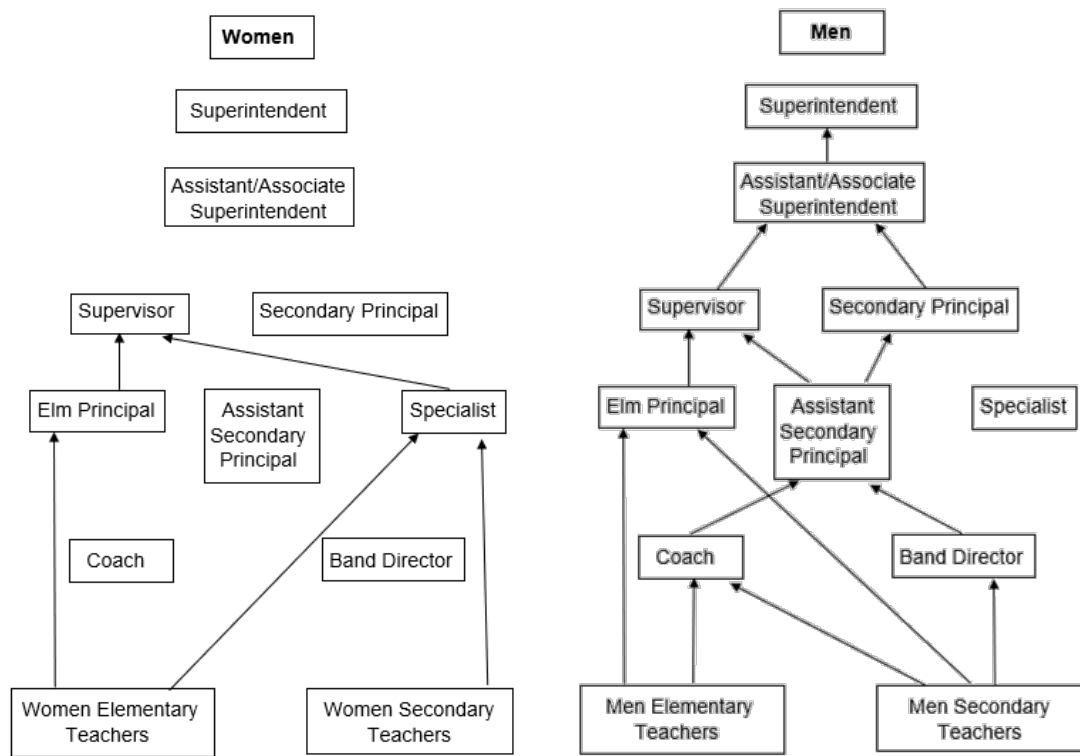 Women
Superintendent
Assistant/Associate
Superintendent
Supervisor
Secondary Principal
Elm Principal
Assistant
Secondary
Principal
Specialist
Coach
Band Director
Women Elementary
Teachers
Women Secondary
Teachers
Men
Superintendent
Assistant/Associate
Superintendent
Supervisor
Secondary Principal
Elm Principal
Assistant
Secondary
Principal
Specialist
Coach
Band Director
Men Elementary
Teachers
Men Secondary
Teachers